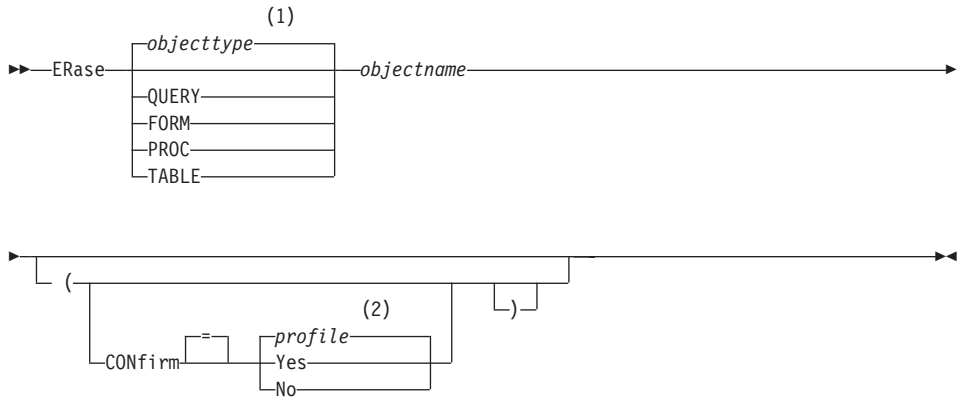 (1)
objecttype
ERase objectname
QUERY
FORM
PROC
TABLE
(
)
(2)
= profile
CONfirm Yes
No